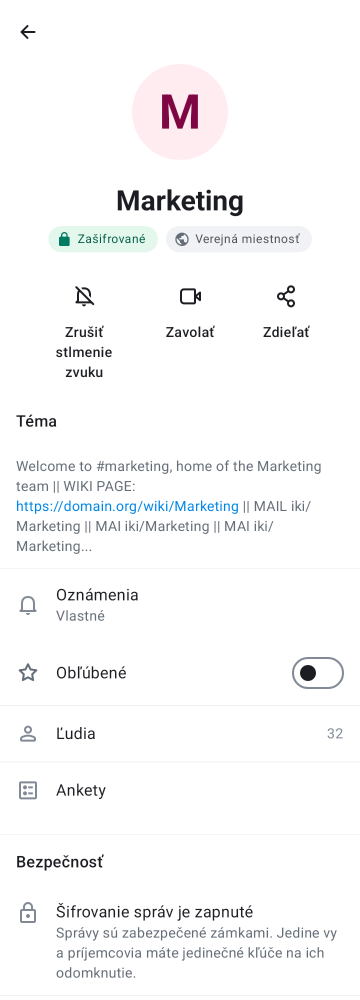 M
Marketing
Zašifrované
Verejná miestnosť
Zrušiť
stlmenie
zvuku
Zavolať
Zdieľať
Téma
Welcome to #marketing, home of the Marketing
team || WIKI PAGE:
https://domain.org/wiki/Marketing || MAIL iki/
Marketing || MAI iki/Marketing || MAI iki/
Marketing...
Oznámenia
Vlastné
Obľúbené
Ľudia
32
Ankety
Bezpečnosť
Šifrovanie správ je zapnuté
Správy sú zabezpečené zámkami. Jedine vy
a príjemcovia máte jedinečné kľúče na ich
odomknutie.